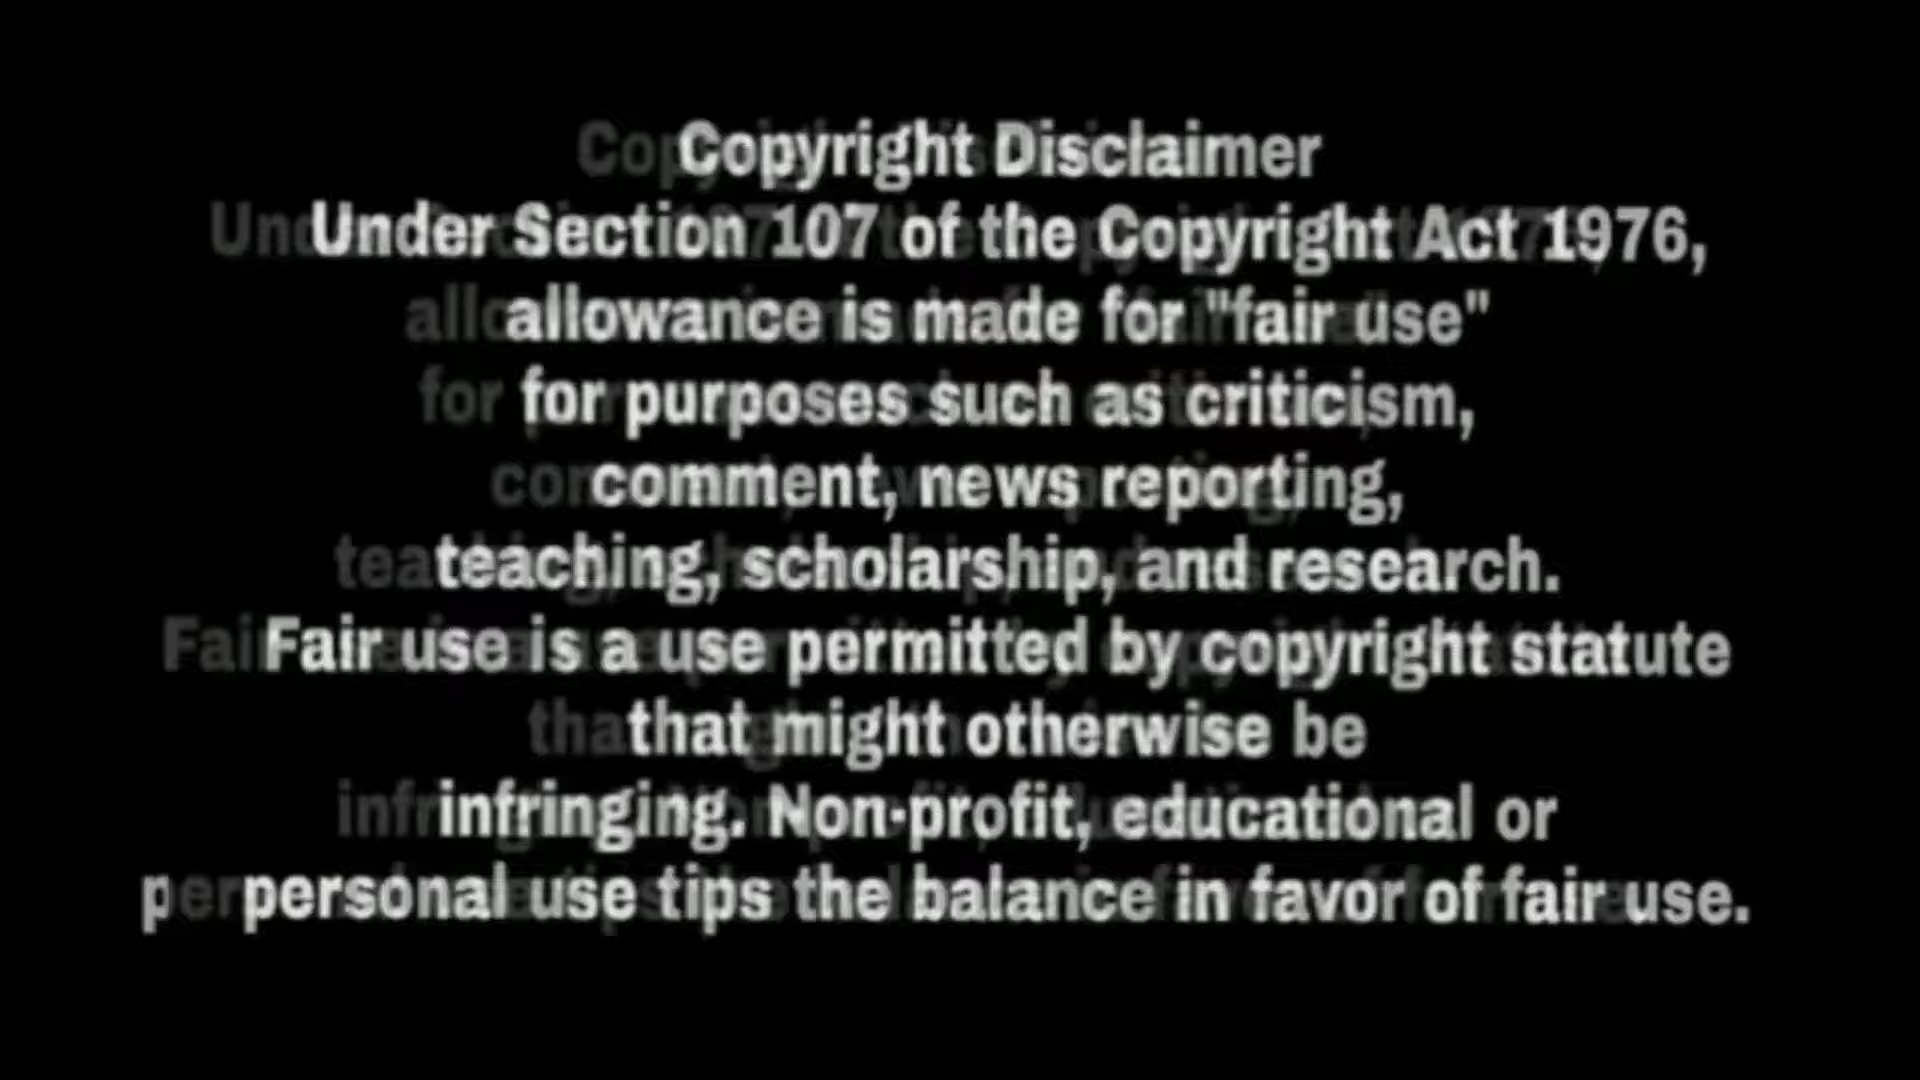 Copyright Disclaimer
Under Section 107 of the Copyright Act 1976,
allowance is made for "fair use"
for purposes such as criticism,
comment, news reporting,
teaching, scholarship, and research.
Fair use is a use permitted by copyright statute
that might otherwise be
infringing. Non-profit, educational or
personal use tips the balance in favor of fair use.